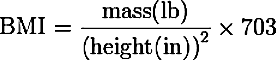 BMI = mass(lb) / (height(in))² × 703